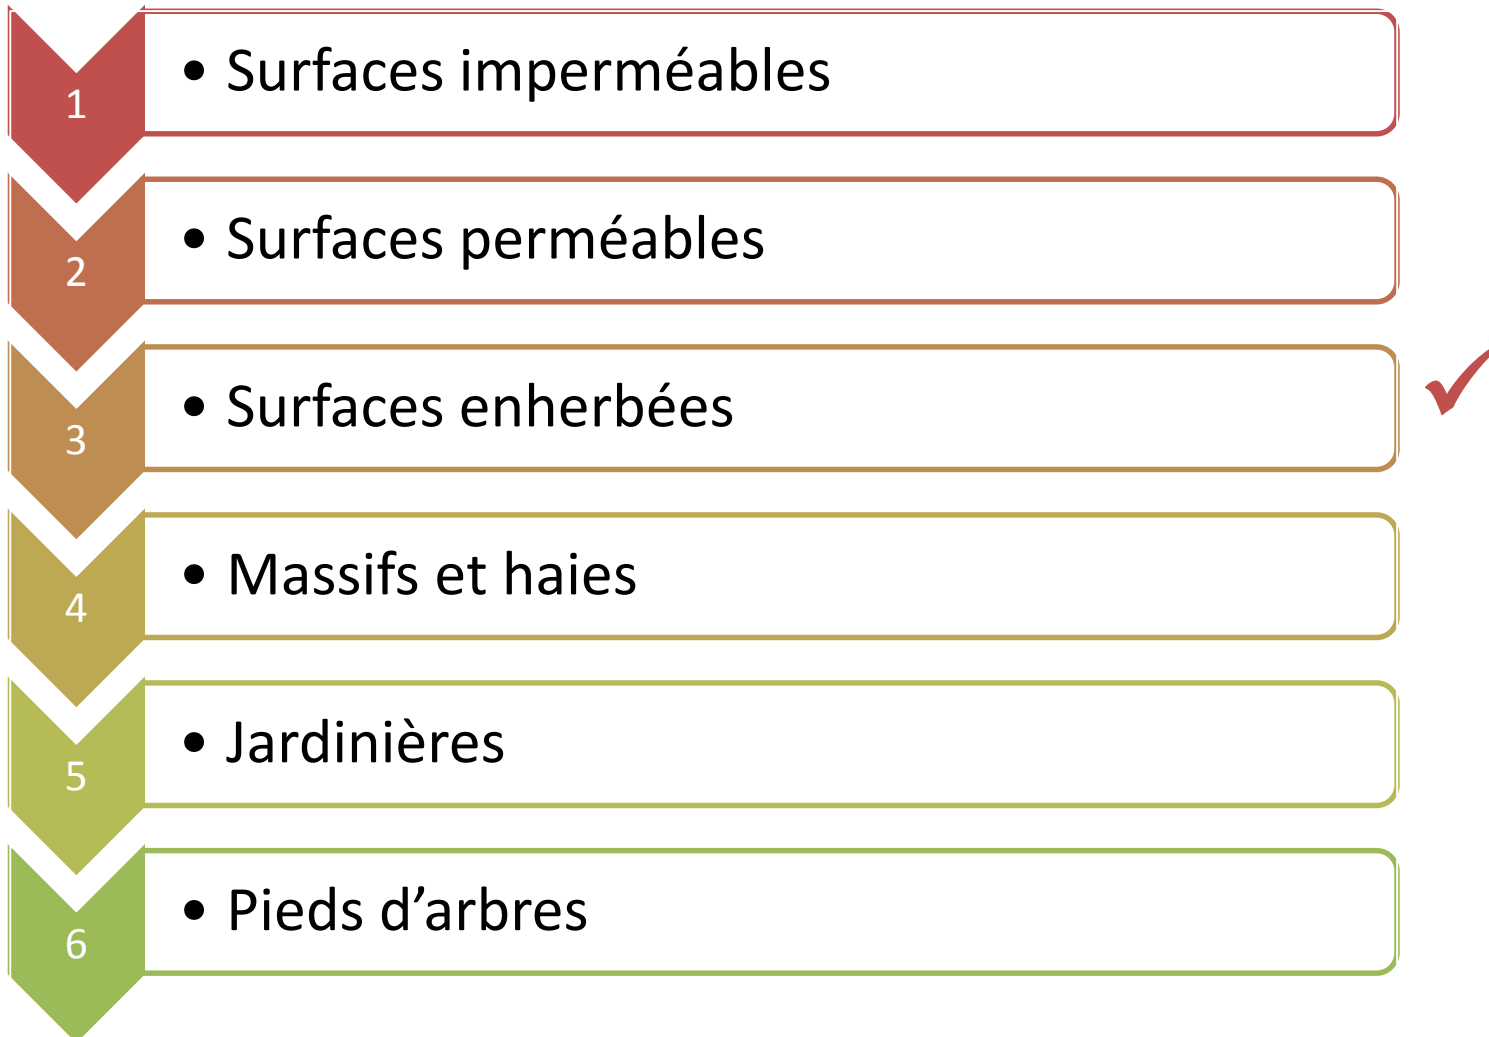 1 • Surfaces imperméables
2 • Surfaces perméables
3 • Surfaces enherbées
4 • Massifs et haies
5 • Jardinières
6 • Pieds d’arbres